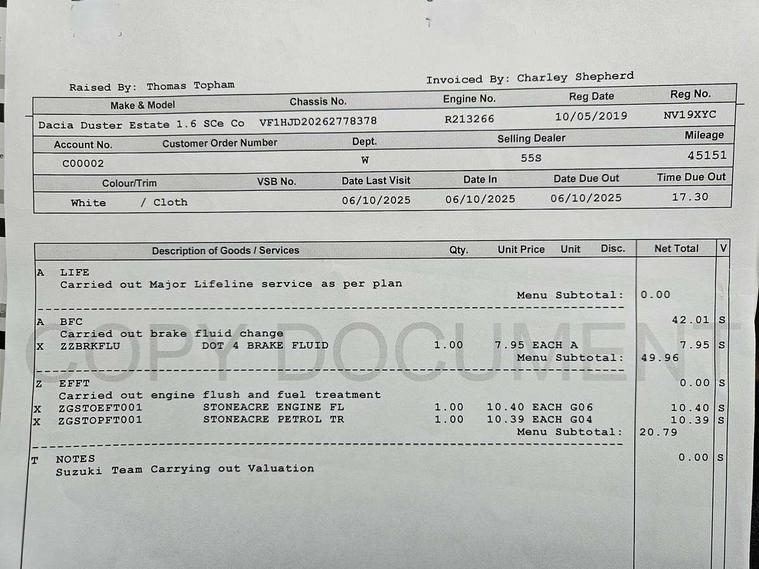 Raised By: Thomas Topham Invoiced By: Charley Shepherd
Make & Model Chassis No. Engine No. Reg Date Reg No.
Dacia Duster Estate 1.6 SCe Co VF1HJD20262778378 R213266 10/05/2019 NV19XYC
Account No. Customer Order Number Dept. Selling Dealer Mileage
C00002 W 55S 45151
Colour/Trim VSB No. Date Last Visit Date In Date Due Out Time Due Out
White / Cloth 06/10/2025 06/10/2025 06/10/2025 17.30
Description of Goods / Services Qty. Unit Price Unit Disc. Net Total V
A LIFE
Carried out Major Lifeline service as per plan
Menu Subtotal: 0.00
A BFC 42.01 S
Carried out brake fluid change
X ZZBRKFLU DOT 4 BRAKE FLUID 1.00 7.95 EACH A 7.95 S
Menu Subtotal: 49.96
COPY DOCUMENT
Z EFFT 0.00 S
Carried out engine flush and fuel treatment
X ZGSTOEFT001 STONEACRE ENGINE FL 1.00 10.40 EACH G06 10.40 S
X ZGSTOPFT001 STONEACRE PETROL TR 1.00 10.39 EACH G04 10.39 S
Menu Subtotal: 20.79
T NOTES 0.00 S
Suzuki Team Carrying out Valuation